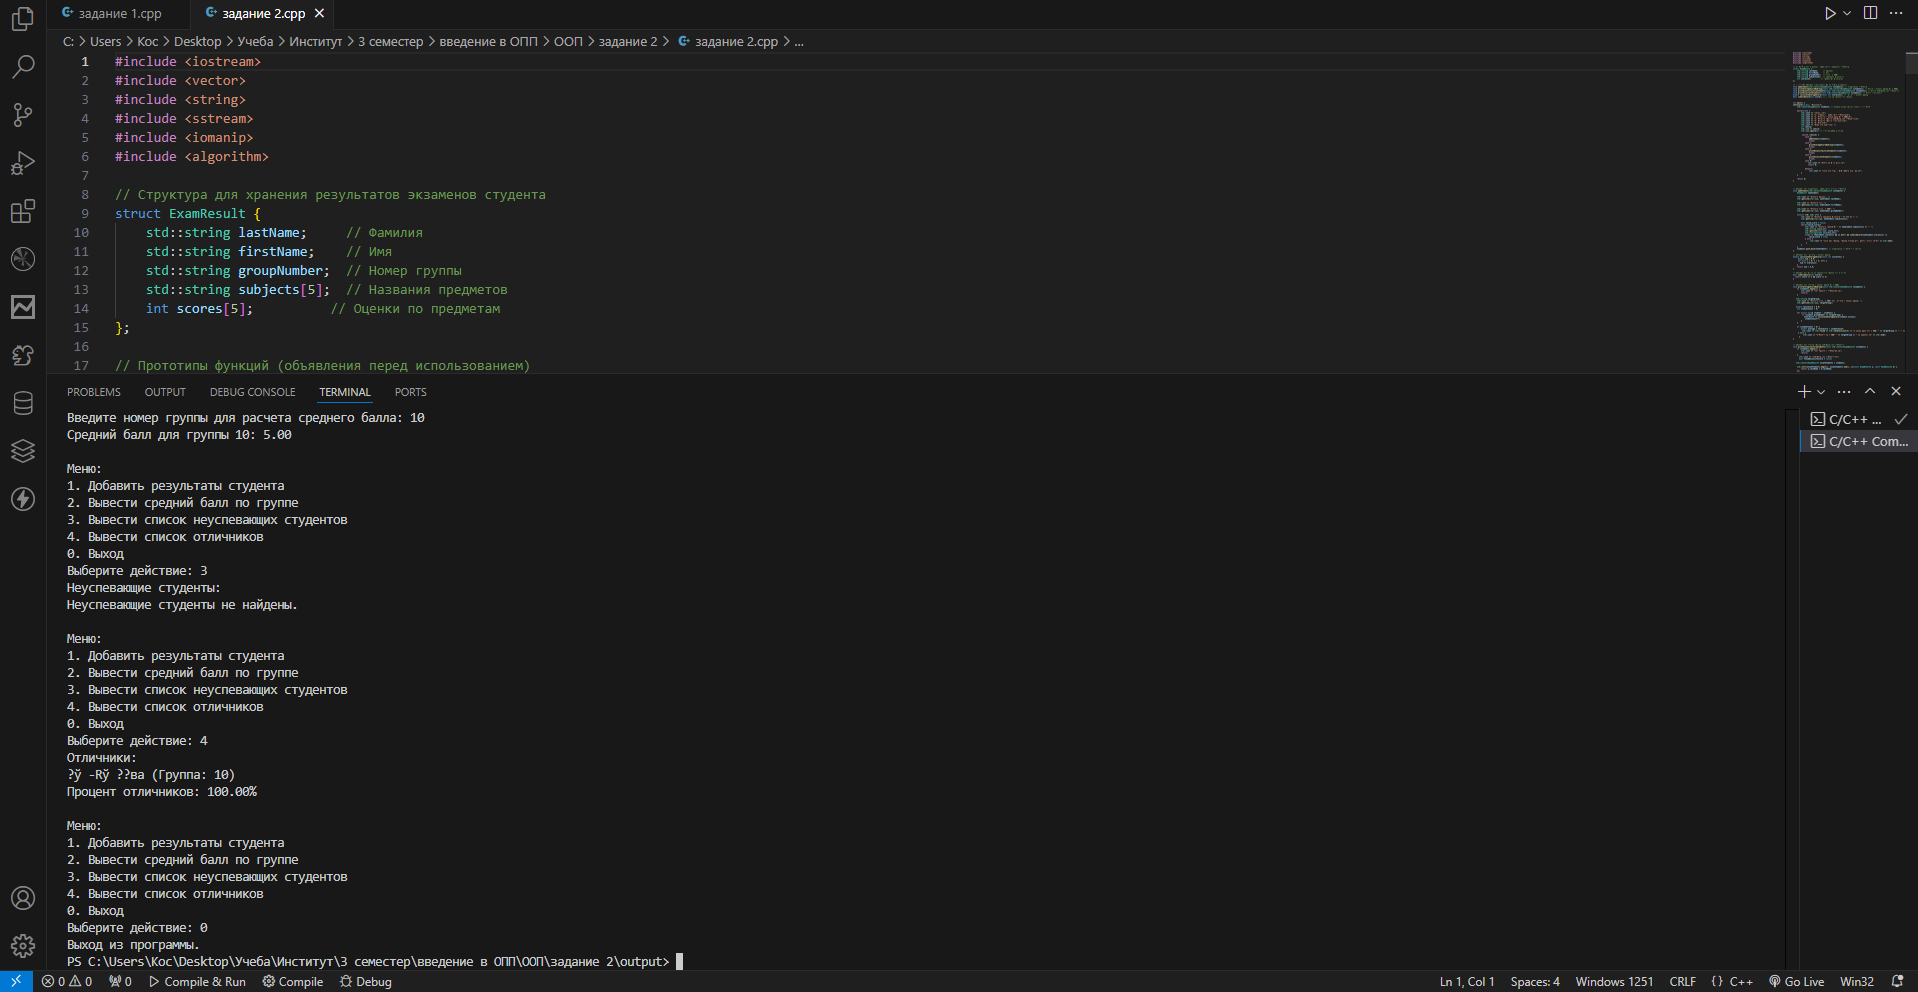 задание 1.cpp
задание 2.cpp
C: > Users > Кос > Desktop > Учеба > Институт > 3 семестер > введение в ОПП > ООП > задание 2 > задание 2.cpp > ...
1 #include <iostream>
2 #include <vector>
3 #include <string>
4 #include <sstream>
5 #include <iomanip>
6 #include <algorithm>
7
8 // Структура для хранения результатов экзаменов студента
9 struct ExamResult {
10 std::string lastName; // Фамилия
11 std::string firstName; // Имя
12 std::string groupNumber; // Номер группы
13 std::string subjects[5]; // Названия предметов
14 int scores[5]; // Оценки по предметам
15 };
16
17 // Прототипы функций (объявления перед использованием)
PROBLEMS OUTPUT DEBUG CONSOLE TERMINAL PORTS
C/C++ ...
C/C++ Com...
Введите номер группы для расчета среднего балла: 10
Средний балл для группы 10: 5.00
Меню:
1. Добавить результаты студента
2. Вывести средний балл по группе
3. Вывести список неуспевающих студентов
4. Вывести список отличников
0. Выход
Выберите действие: 3
Неуспевающие студенты:
Неуспевающие студенты не найдены.
Меню:
1. Добавить результаты студента
2. Вывести средний балл по группе
3. Вывести список неуспевающих студентов
4. Вывести список отличников
0. Выход
Выберите действие: 4
Отличники:
?ў -Rў ??ва (Группа: 10)
Процент отличников: 100.00%
Меню:
1. Добавить результаты студента
2. Вывести средний балл по группе
3. Вывести список неуспевающих студентов
4. Вывести список отличников
0. Выход
Выберите действие: 0
Выход из программы.
PS C:\Users\Кос\Desktop\Учеба\Институт\3 семестер\введение в ОПП\ООП\задание 2\output>
0 0 0 Compile & Run Compile Debug Ln 1, Col 1 Spaces: 4 Windows 1251 CRLF {} C++ Go Live Win32